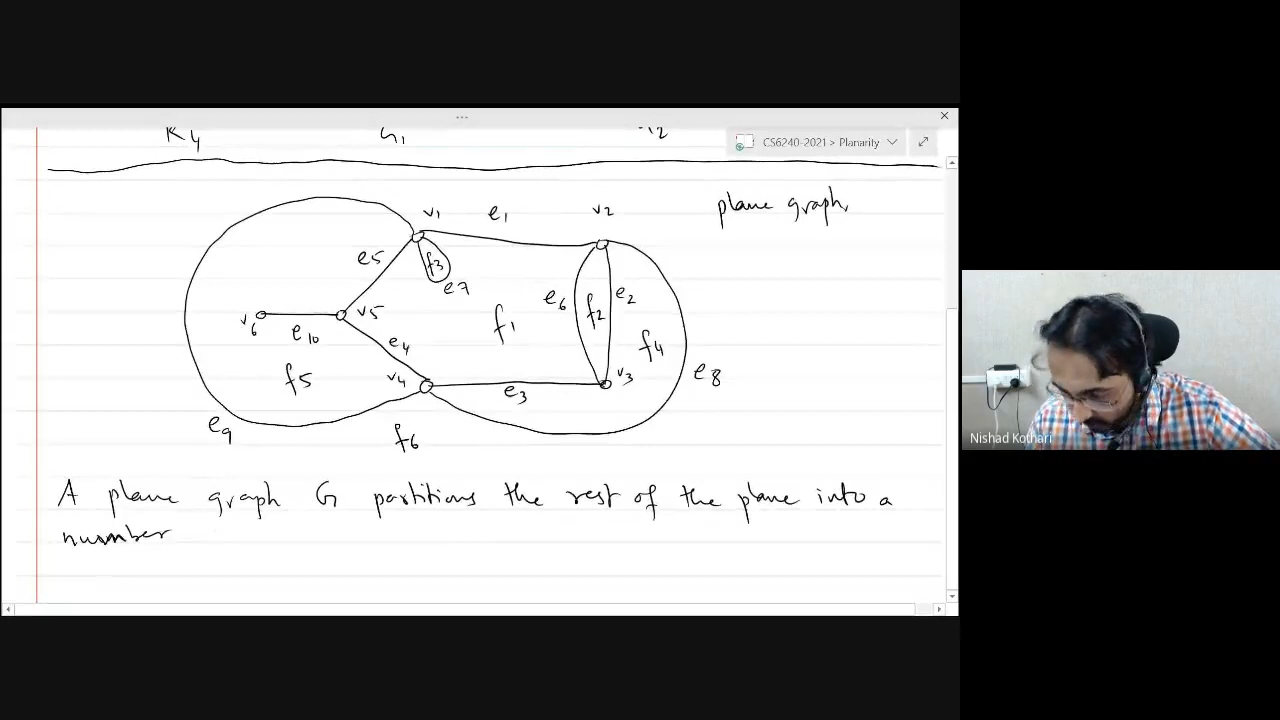 K4 G1
CS6240-2021 > Planarity
plane graph
v1 e1 v2
e5 f3 e7
v6 e10 v5 f1 e6 f2 e2
e4 f4
f5 v4 e3 v3 e8
e9 f6
A plane graph G partitions the rest of the plane into a
number
Nishad Kothari